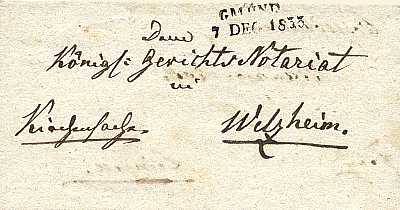 GMÜND
7 DEC 1833
Dem
Königl: Gerichts Notariat
in
Kirchensache. Welzheim.